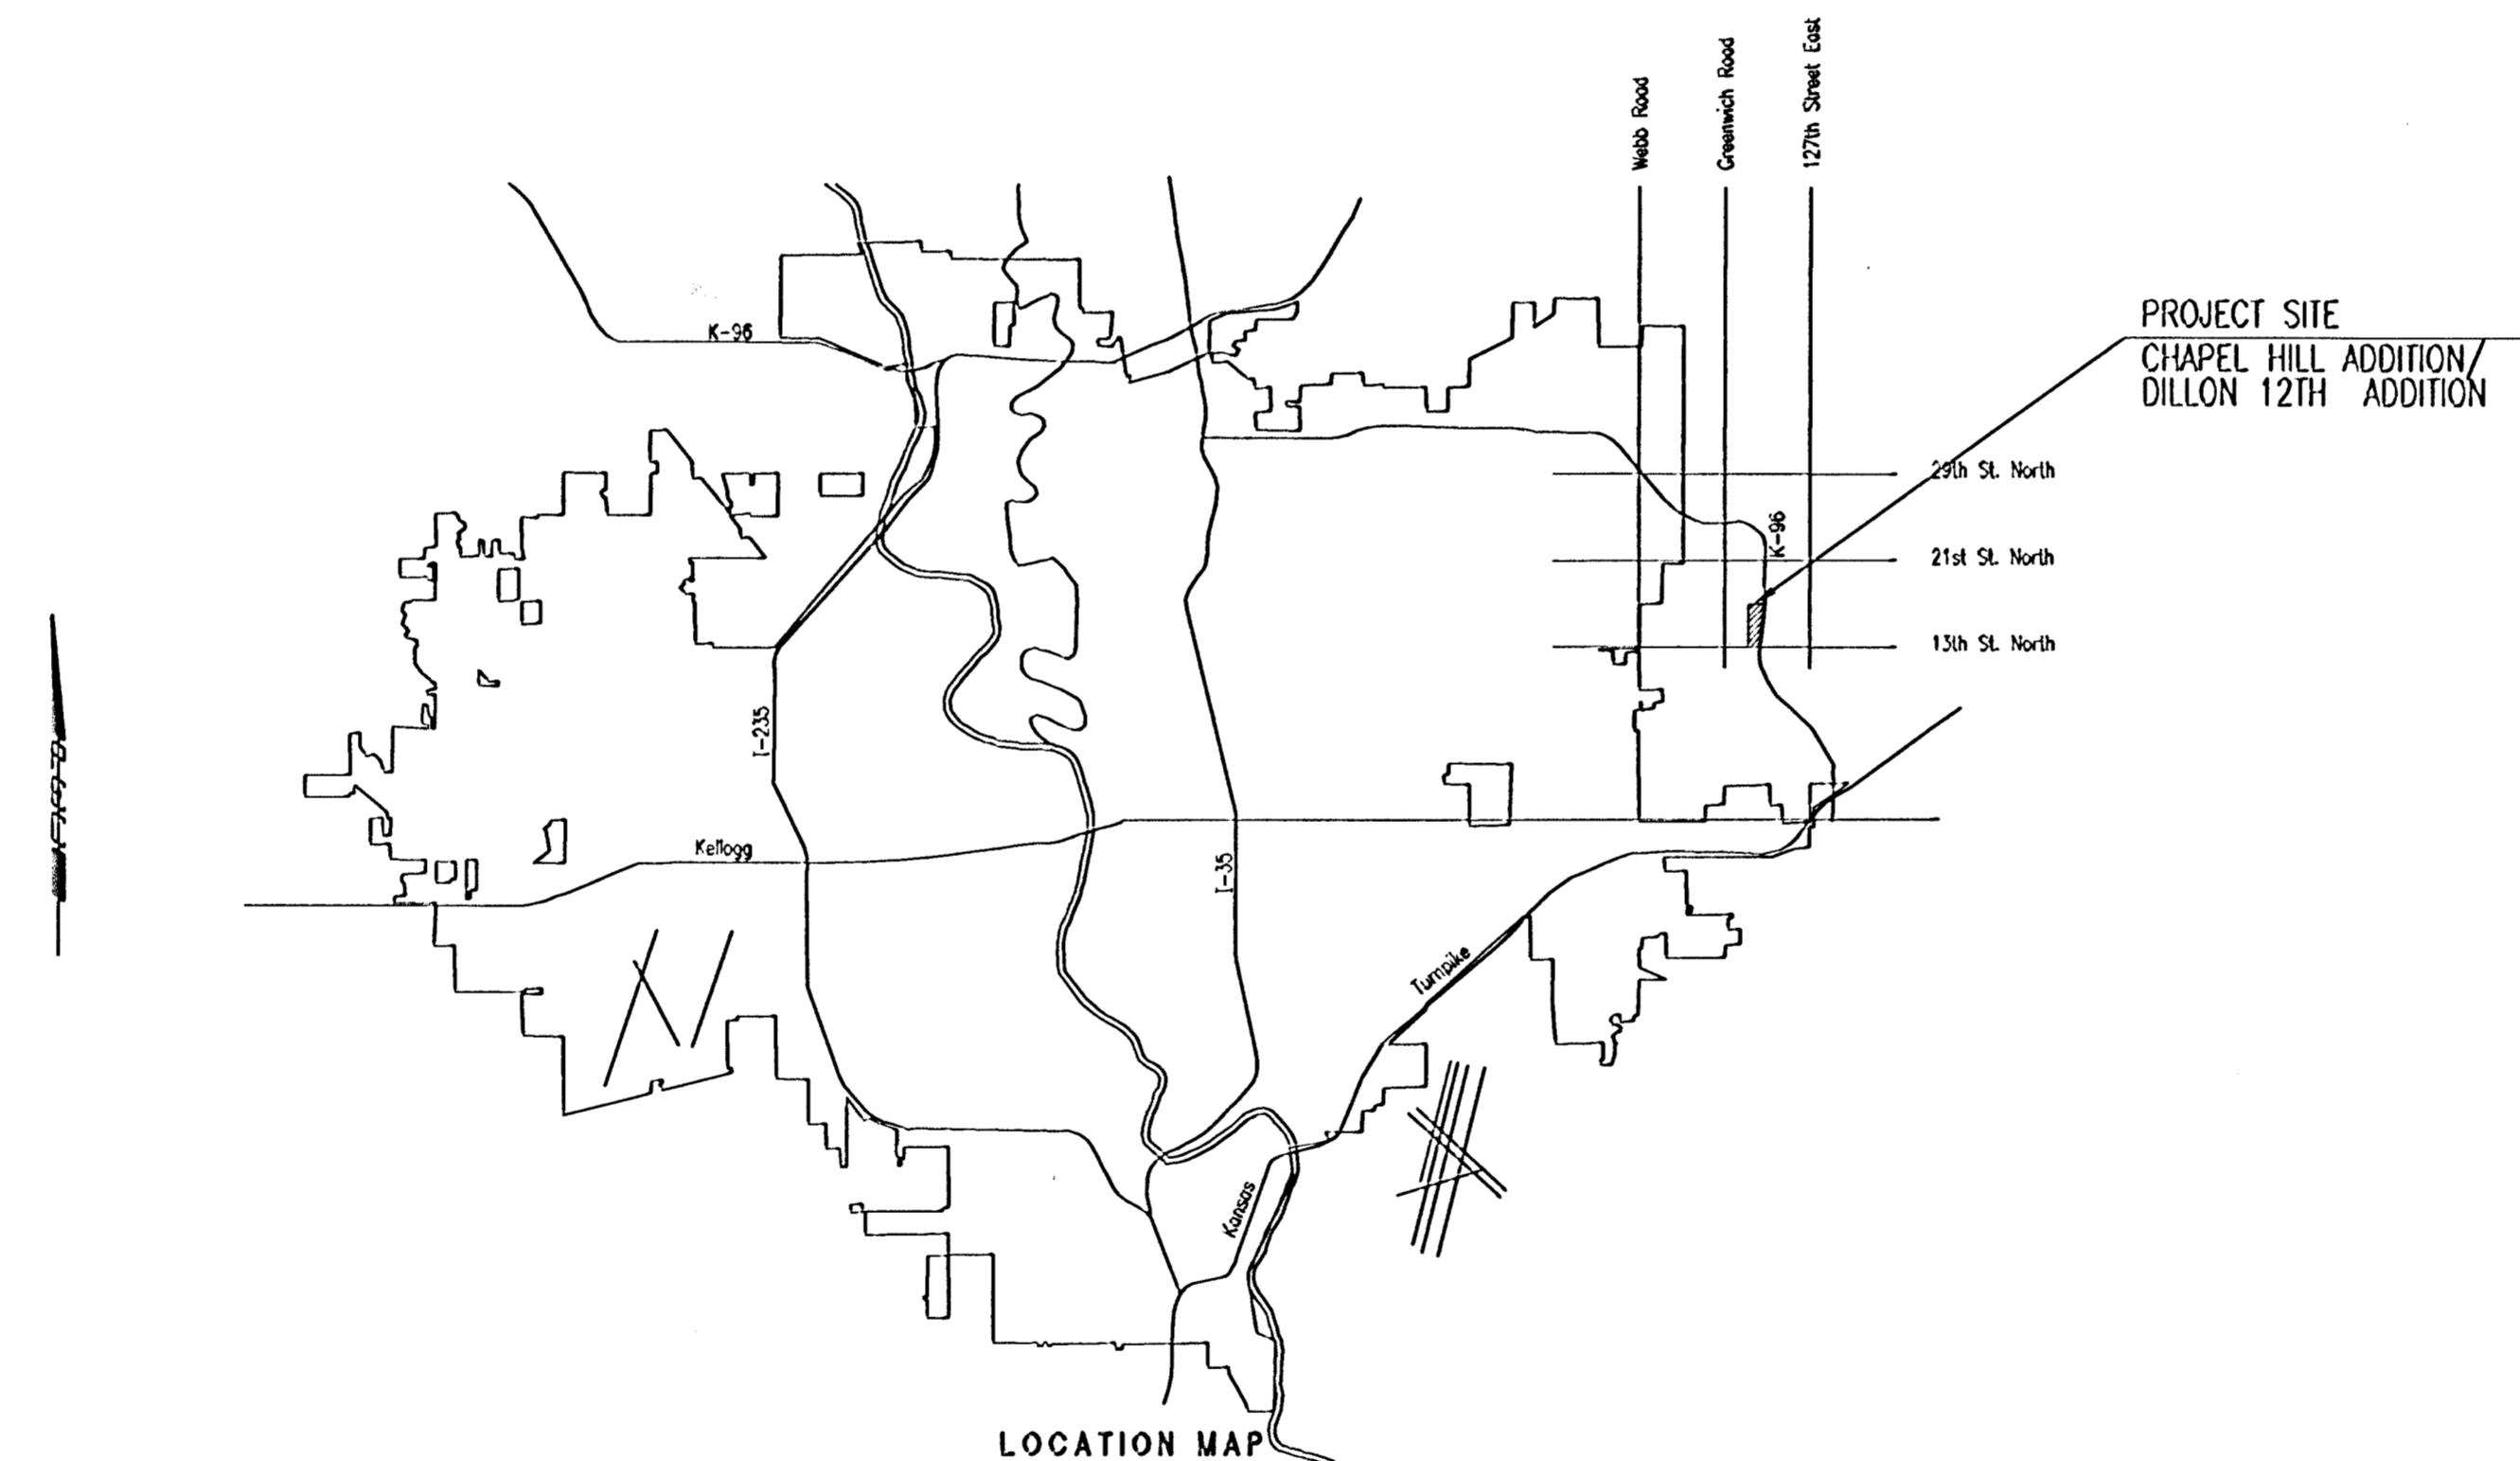 Webb Road
Greenwich Road
127th Street East
PROJECT SITE
CHAPEL HILL ADDITION/
DILLON 12TH ADDITION
K-96
29th St. North
K-96
21st St. North
13th St. North
I-235
Kellogg
I-35
Turnpike
Kansas
LOCATION MAP